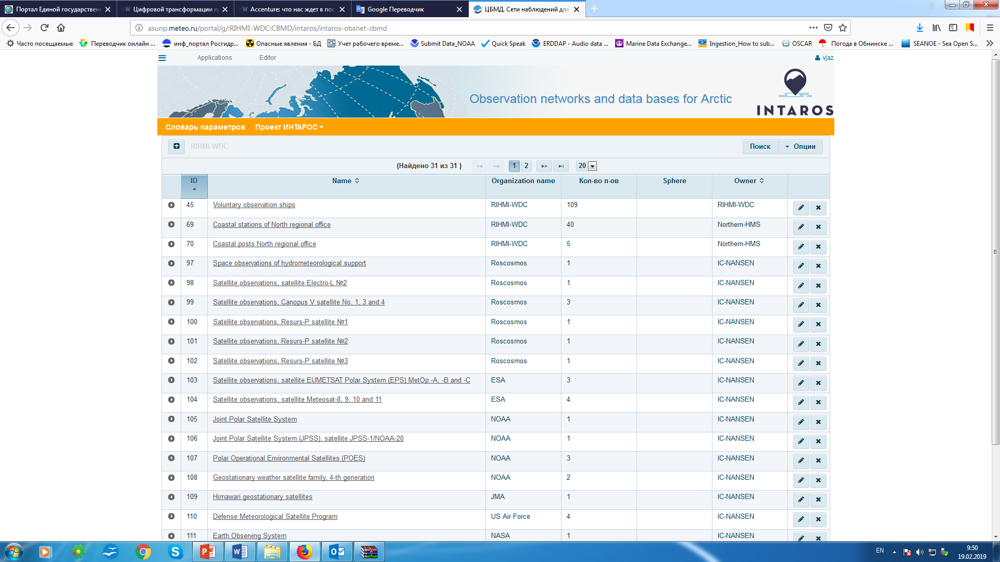 Портал Единой государствен
Цифровой трансформации п
Accenture: что нас ждет в пост
Google Переводчик
ЦБМД. Сети наблюдений для
asunp.meteo.ru/portal/g/:RIHMI-WDC:CBMD/intaros/intaros-obsnet-cbmd
Часто посещаемые Переводчик онлайн ... инф_портал Росгидр... Опасные явления - БД Учет рабочего време... Submit Data_NOAA Quick Speak ERDDAP - Audio data ... Marine Data Exchange... Ingestion_How to sub... OSCAR Погода в Обнинске ... SEANOE - Sea Open S...
Applications Editor vjaz
Observation networks and data bases for Arctic
INTAROS
Словарь параметров Проект ИНТАРОС
RIHMI-WDC Поиск Опции
(Найдено 31 из 31 ) 1 2 20
ID Name Organization name Кол-во п-ов Sphere Owner
45 Voluntary observation ships RIHMI-WDC 109 RIHMI-WDC
69 Coastal stations of North regional office RIHMI-WDC 40 Northern-HMS
70 Coastal posts North regional office RIHMI-WDC 5 Northern-HMS
97 Space observations of hydrometeorological support Roscosmos 1 IC-NANSEN
98 Satellite observations, satellite Electro-L №2 Roscosmos 1 IC-NANSEN
99 Satellite observations, Canopus V satellite No. 1, 3 and 4 Roscosmos 3 IC-NANSEN
100 Satellite observations, Resurs-P satellite №1 Roscosmos 1 IC-NANSEN
101 Satellite observations, Resurs-P satellite №2 Roscosmos 1 IC-NANSEN
102 Satellite observations, Resurs-P satellite №3 Roscosmos 1 IC-NANSEN
103 Satellite observations, satellite EUMETSAT Polar System (EPS) MetOp -A, -B and -C ESA 3 IC-NANSEN
104 Satellite observations, satellite Meteosat-8, 9, 10 and 11 ESA 4 IC-NANSEN
105 Joint Polar Satellite System NOAA 1 IC-NANSEN
106 Joint Polar Satellite System (JPSS), satellite JPSS-1/NOAA-20 NOAA 1 IC-NANSEN
107 Polar Operational Environmental Satellites (POES) NOAA 3 IC-NANSEN
108 Geostationary weather satellite family, 4-th generation NOAA 2 IC-NANSEN
109 Himawari geostationary satellites JMA 1 IC-NANSEN
110 Defense Meteorological Satellite Program US Air Force 4 IC-NANSEN
111 Earth Observing System NASA 1 IC-NANSEN
EN
9:50
19.02.2019